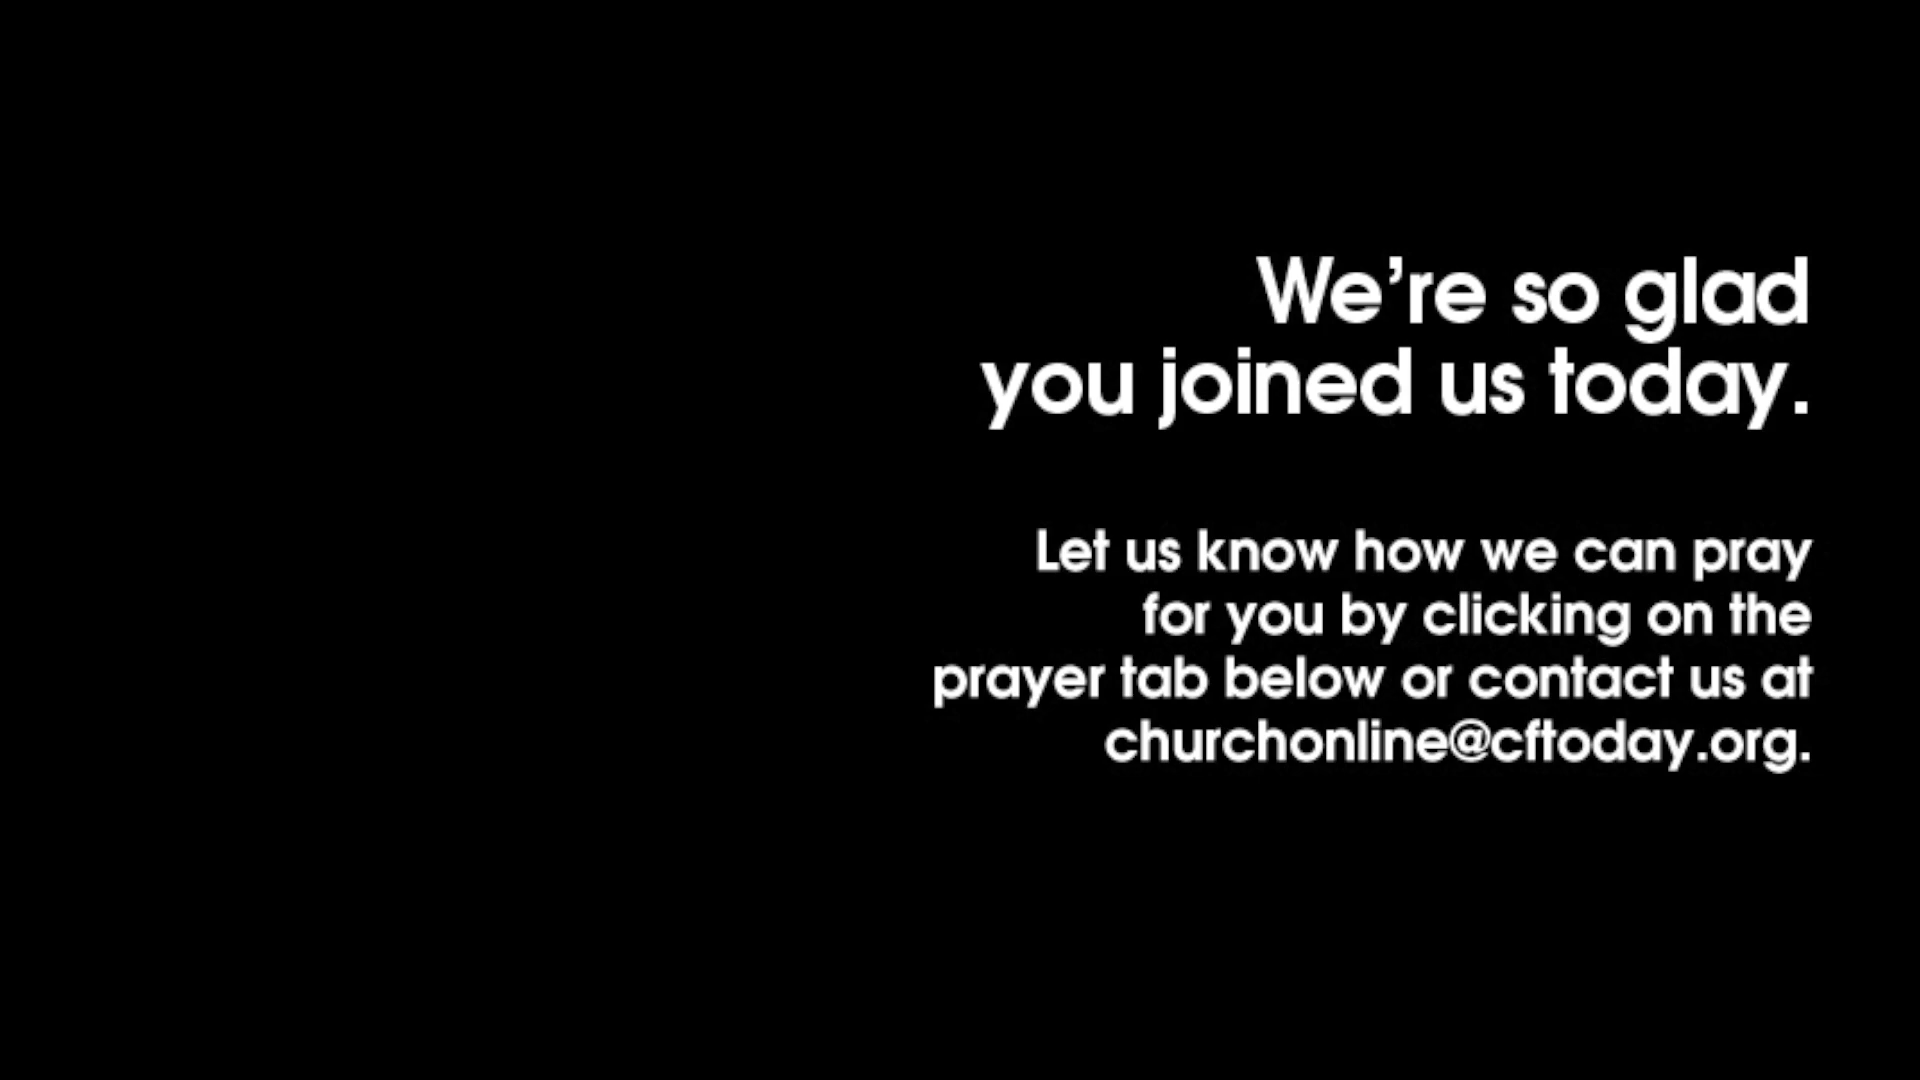 We’re so glad
you joined us today.
Let us know how we can pray
for you by clicking on the
prayer tab below or contact us at
churchonline@cftoday.org.